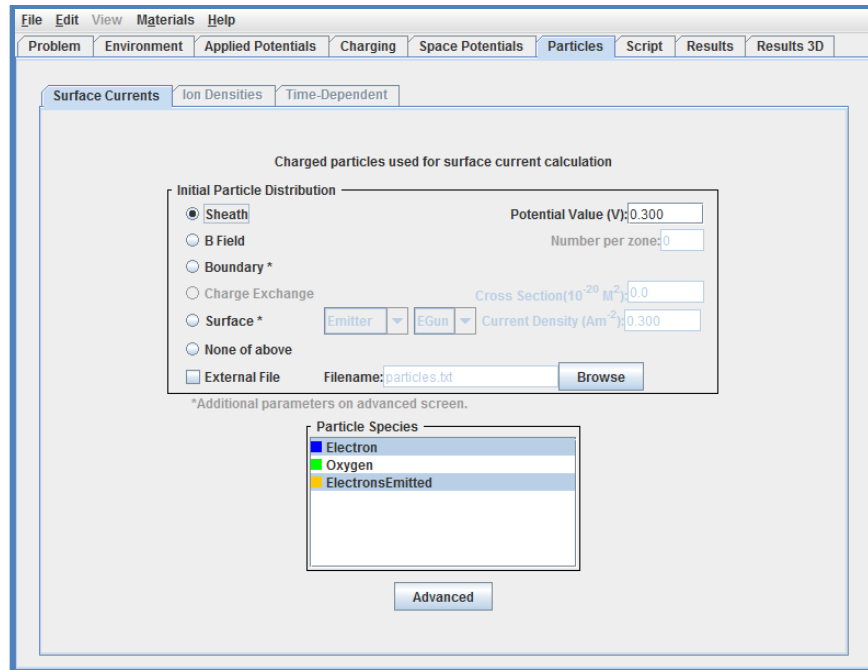 File Edit View Materials Help
Problem Environment Applied Potentials Charging Space Potentials Particles Script Results Results 3D
Surface Currents Ion Densities Time-Dependent
Charged particles used for surface current calculation
Initial Particle Distribution
Sheath Potential Value (V): 0.300
B Field Number per zone: 0
Boundary *
Charge Exchange Cross Section(10^-20 M^2): 0.0
Surface * Emitter EGun Current Density (Am^-2): 0.300
None of above
External File Filename: particles.txt Browse
*Additional parameters on advanced screen.
Particle Species
Electron
Oxygen
ElectronsEmitted
Advanced